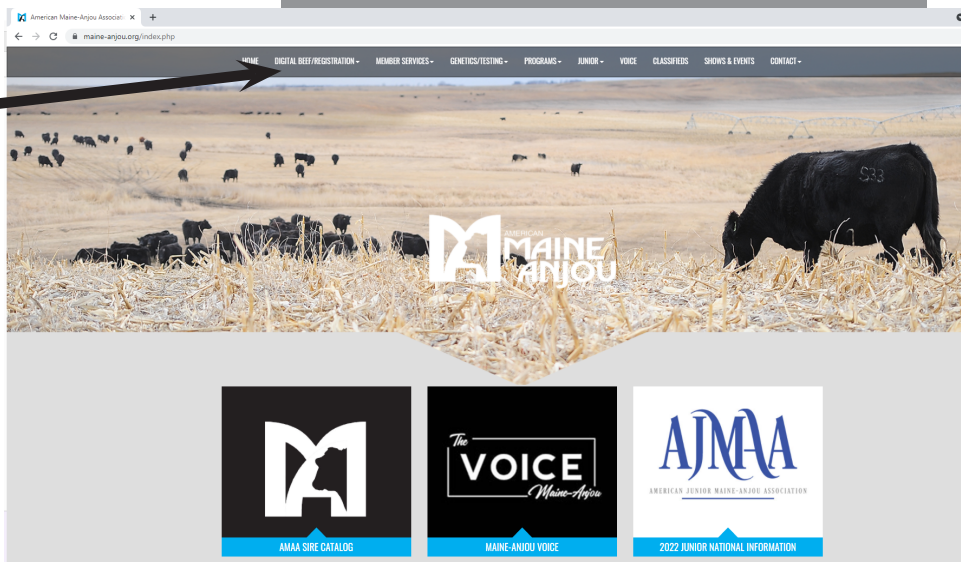 American Maine-Anjou Associati
maine-anjou.org/index.php
HOME DIGITAL BEEF/REGISTRATION MEMBER SERVICES GENETICS/TESTING PROGRAMS JUNIOR VOICE CLASSIFIEDS SHOWS & EVENTS CONTACT
S33
AMERICAN
MAINE
ANJOU
The
VOICE
Maine-Anjou
AJMAA
AMERICAN JUNIOR MAINE-ANJOU ASSOCIATION
AMAA SIRE CATALOG
MAINE-ANJOU VOICE
2022 JUNIOR NATIONAL INFORMATION